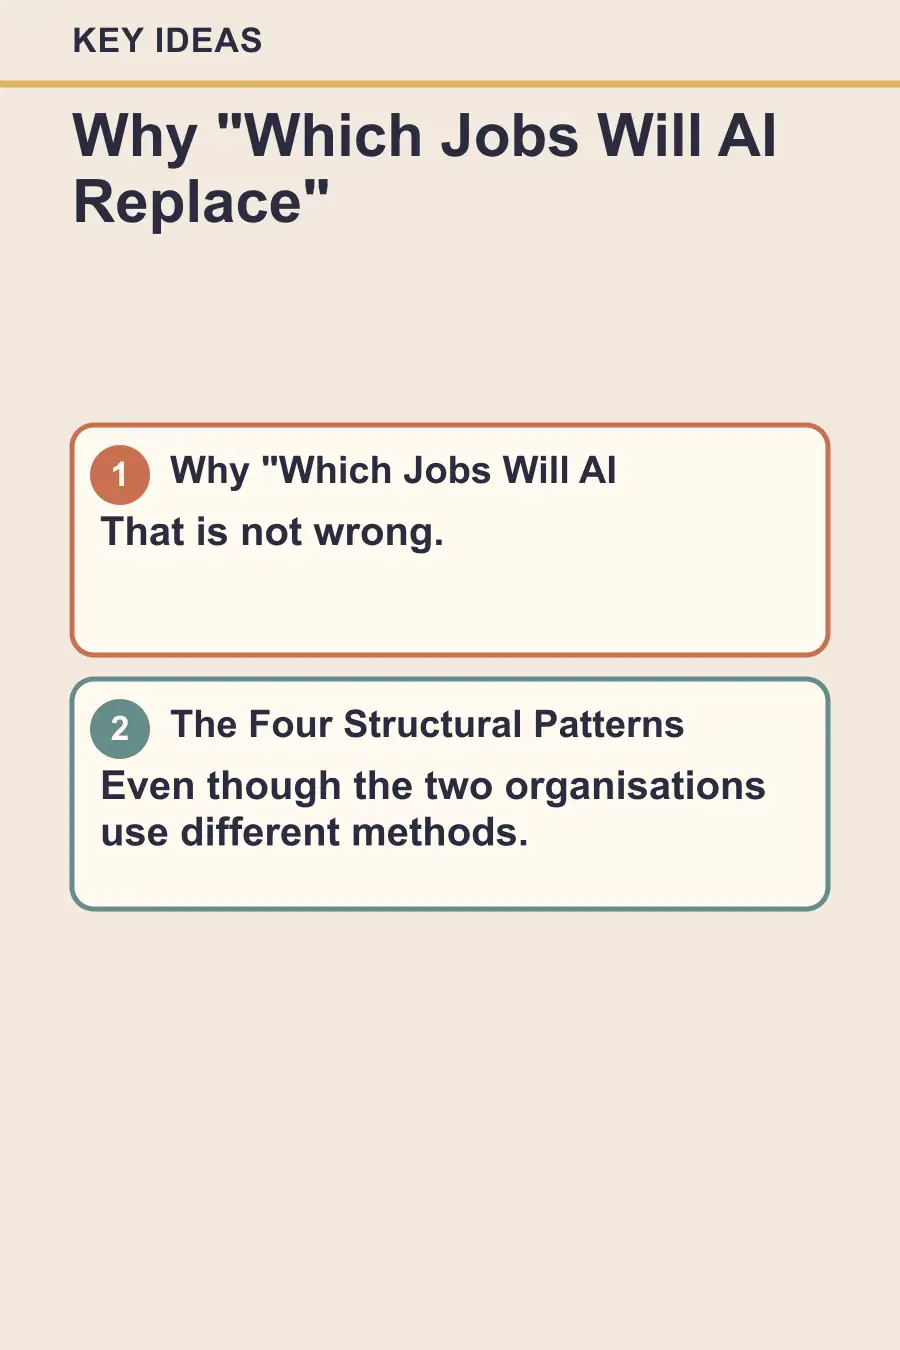 KEY IDEAS
Why "Which Jobs Will AI
Replace"
1
Why "Which Jobs Will AI
That is not wrong.
2
The Four Structural Patterns
Even though the two organisations
use different methods.